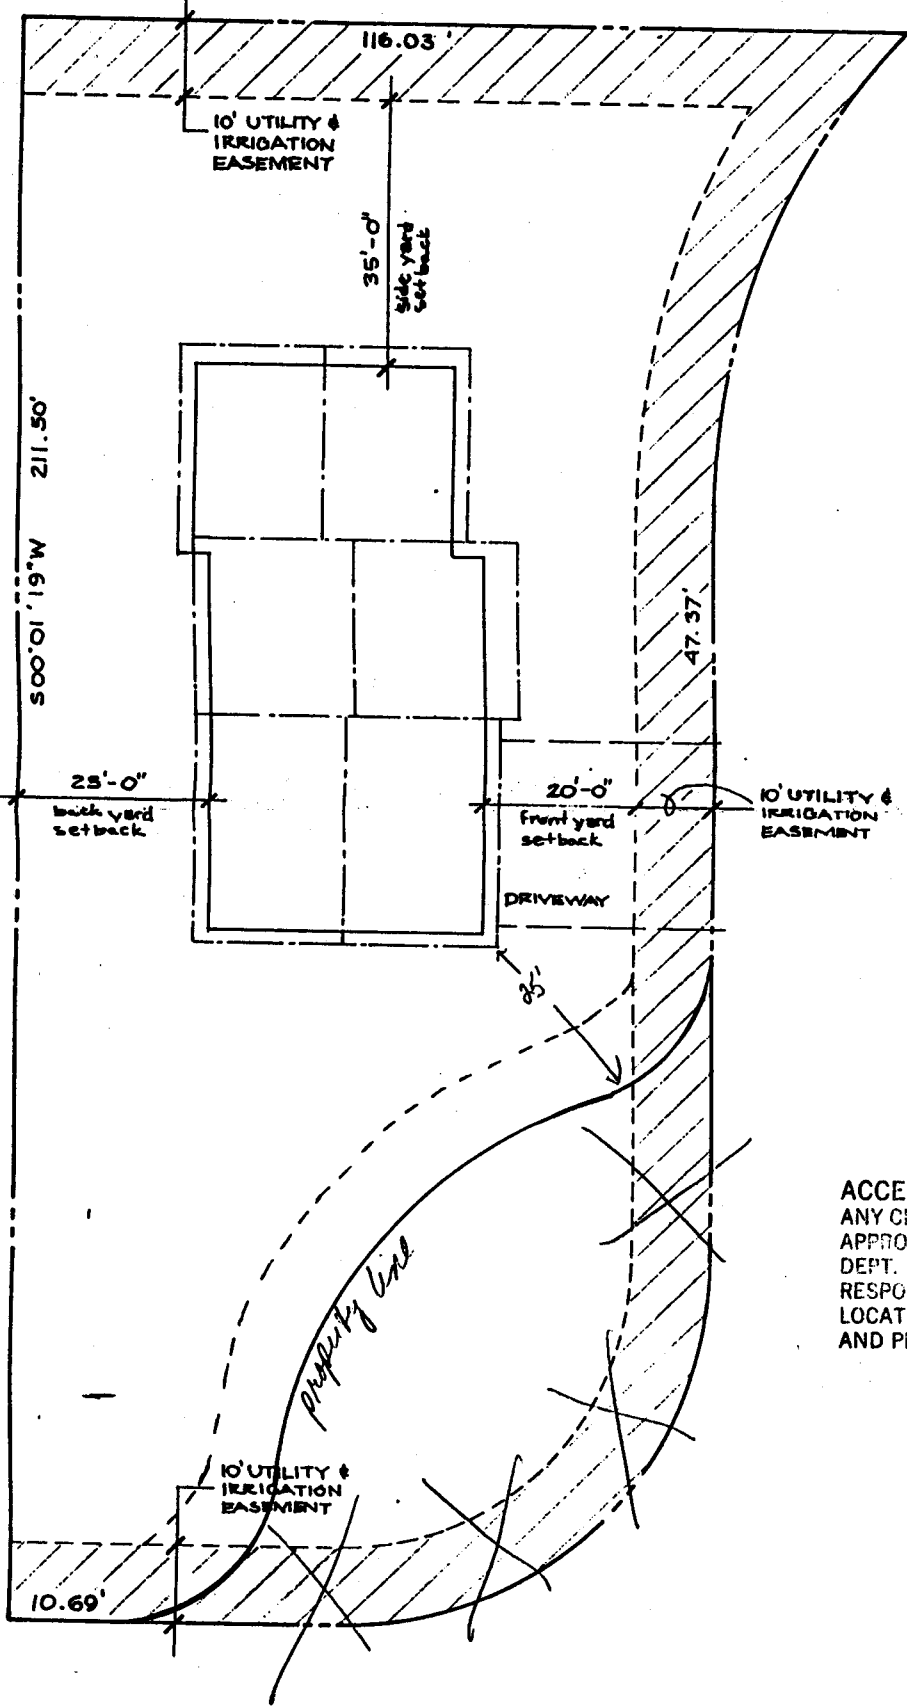 116.03'
10' UTILITY &
IRRIGATION
EASEMENT
35'-0"
side yard
setback
S00°01'19"W 211.50'
47.37'
25'-0"
back yard
setback
20'-0"
front yard
setback
10' UTILITY &
IRRIGATION
EASEMENT
DRIVEWAY
25'
property line
ACCE
ANY C
APPRO
DEPT.
RESPO
LOCAT
AND P
10' UTILITY &
IRRIGATION
EASEMENT
10.69'